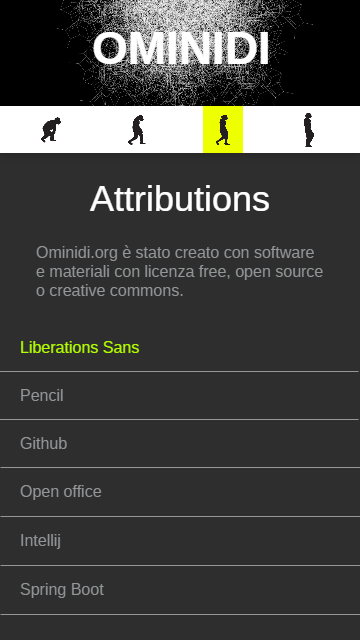 OMINIDI
Attributions
Ominidi.org è stato creato con software
e materiali con licenza free, open source
o creative commons.
Liberations Sans
Pencil
Github
Open office
Intellij
Spring Boot